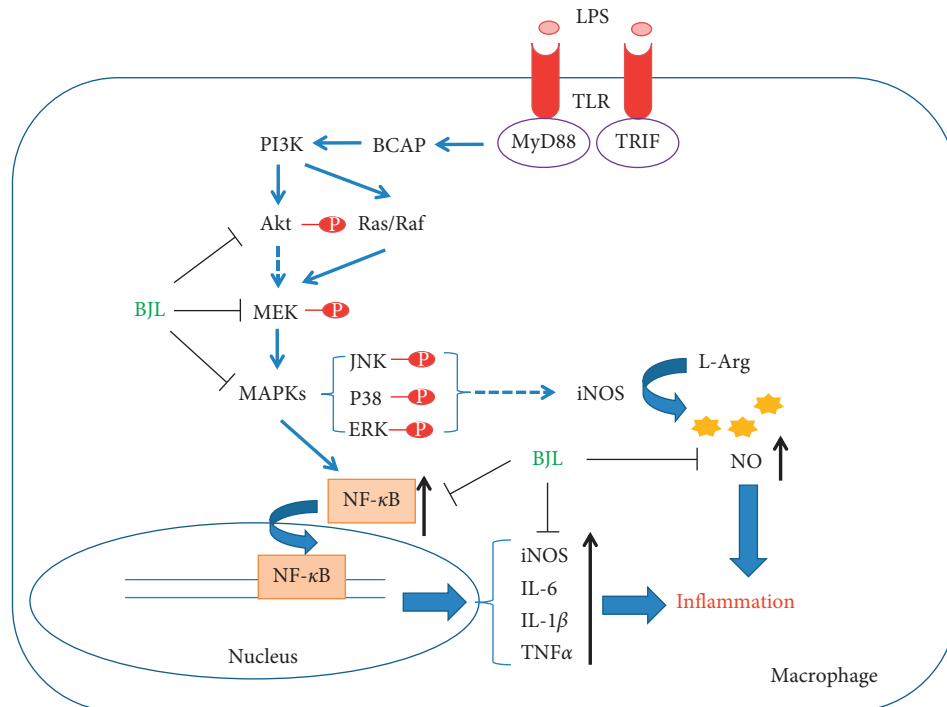 LPS
TLR
MyD88
TRIF
BCAP
PI3K
Akt
P
Ras/Raf
BJL
MEK
P
MAPKs
JNK
P
P38
P
ERK
P
iNOS
L-Arg
NO
BJL
NF-κB
NF-κB
iNOS
IL-6
IL-1β
TNFα
Inflammation
Nucleus
Macrophage